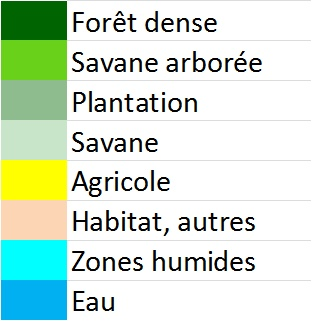 Forêt dense
Savane arborée
Plantation
Savane
Agricole
Habitat, autres
Zones humides
Eau